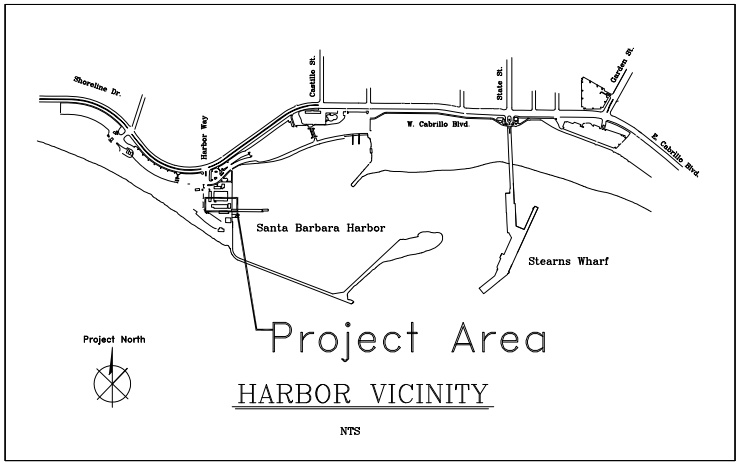 Shoreline Dr.
Harbor Way
Castillo St.
State St.
Garden St.
W. Cabrillo Blvd.
E. Cabrillo Blvd.
Santa Barbara Harbor
Stearns Wharf
Project Area
Project North
HARBOR VICINITY
NTS